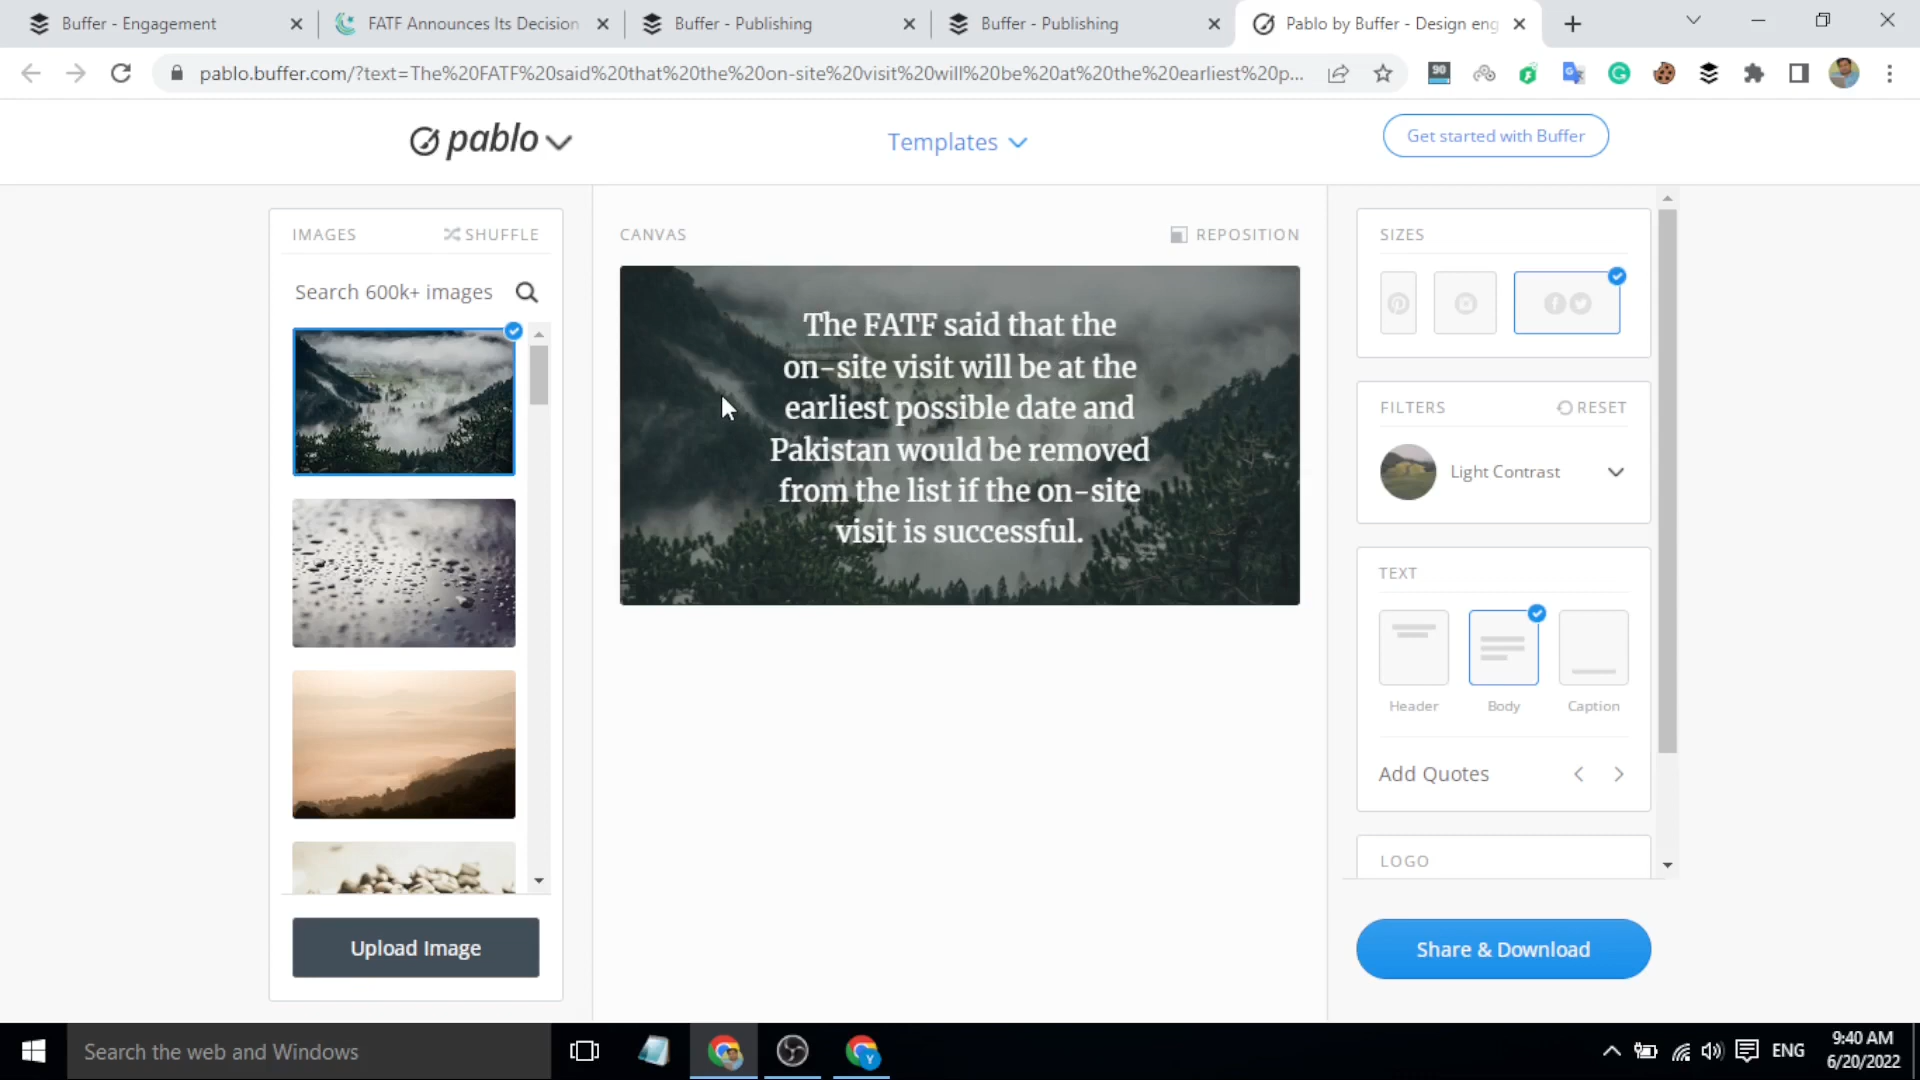 Buffer - Engagement
FATF Announces Its Decision
Buffer - Publishing
Buffer - Publishing
Pablo by Buffer - Design eng
pablo.buffer.com/?text=The%20FATF%20said%20that%20the%20on-site%20visit%20will%20be%20at%20the%20earliest%20p...
90
pablo
Templates
Get started with Buffer
IMAGES
SHUFFLE
Search 600k+ images
Upload Image
CANVAS
REPOSITION
The FATF said that the
on-site visit will be at the
earliest possible date and
Pakistan would be removed
from the list if the on-site
visit is successful.
SIZES
FILTERS
RESET
Light Contrast
TEXT
Header
Body
Caption
Add Quotes
LOGO
Share & Download
Search the web and Windows
ENG
9:40 AM
6/20/2022